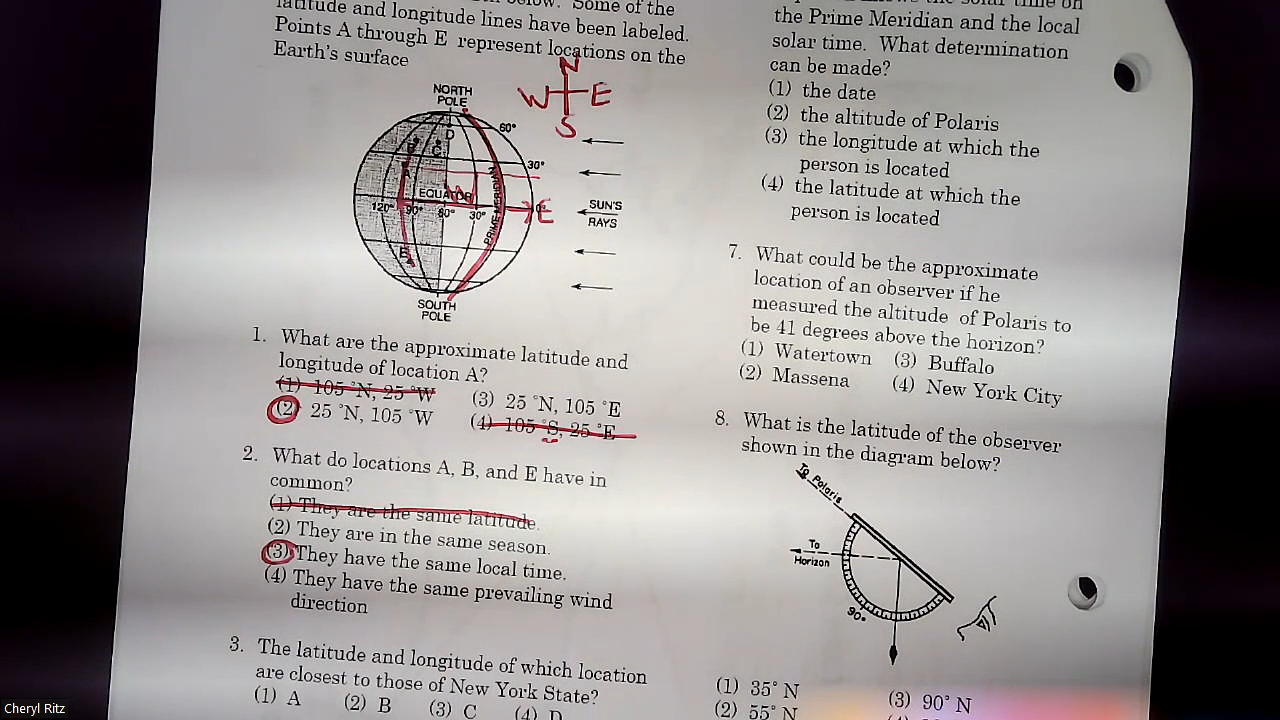 below. Some of the
latitude and longitude lines have been labeled.
Points A through E represent locations on the
Earth's surface
N
W E
S
NORTH
POLE
D
60°
C
30°
A
EQUATOR
120° 90° 60° 30° 0°
E
PRIME MERIDIAN
SUN'S
RAYS
E
SOUTH
POLE
1. What are the approximate latitude and
longitude of location A?
(1) 105 °N, 25 °W (3) 25 °N, 105 °E
(2) 25 °N, 105 °W (4) 105 °S, 25 °E
2. What do locations A, B, and E have in
common?
(1) They are the same latitude.
(2) They are in the same season.
(3) They have the same local time.
(4) They have the same prevailing wind
direction
3. The latitude and longitude of which location
are closest to those of New York State?
(1) A (2) B (3) C (4) D
the solar time on
the Prime Meridian and the local
solar time. What determination
can be made?
(1) the date
(2) the altitude of Polaris
(3) the longitude at which the
person is located
(4) the latitude at which the
person is located
7. What could be the approximate
location of an observer if he
measured the altitude of Polaris to
be 41 degrees above the horizon?
(1) Watertown (3) Buffalo
(2) Massena (4) New York City
8. What is the latitude of the observer
shown in the diagram below?
To Polaris
To
Horizon
90°
(1) 35° N (3) 90° N
(2) 55° N
Cheryl Ritz